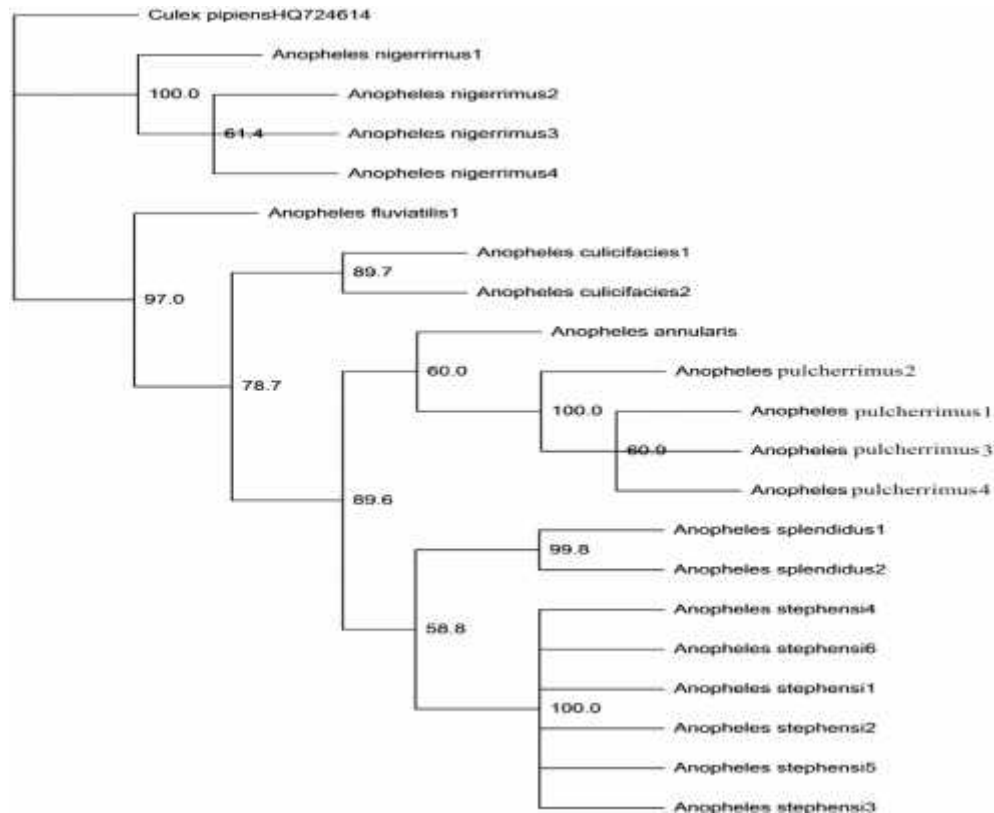 Culex pipiensHQ724614
Anopheles nigerrimus1
100.0
Anopheles nigerrimus2
61.4
Anopheles nigerrimus3
Anopheles nigerrimus4
Anopheles fluviatilis1
Anopheles culicifacies1
89.7
Anopheles culicifacies2
97.0
Anopheles annularis
60.0
78.7
Anopheles pulcherrimus2
100.0
Anopheles pulcherrimus1
60.9
Anopheles pulcherrimus3
Anopheles pulcherrimus4
89.6
Anopheles splendidus1
99.8
Anopheles splendidus2
58.8
Anopheles stephensi4
Anopheles stephensi6
Anopheles stephensi1
100.0
Anopheles stephensi2
Anopheles stephensi5
Anopheles stephensi3